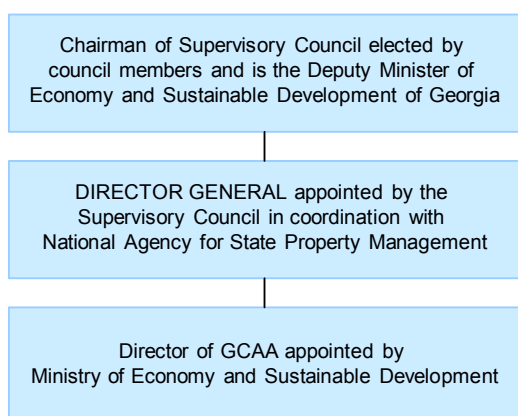 Chairman of Supervisory Council elected by
council members and is the Deputy Minister of
Economy and Sustainable Development of Georgia
DIRECTOR GENERAL appointed by the
Supervisory Council in coordination with
National Agency for State Property Management
Director of GCAA appointed by
Ministry of Economy and Sustainable Development